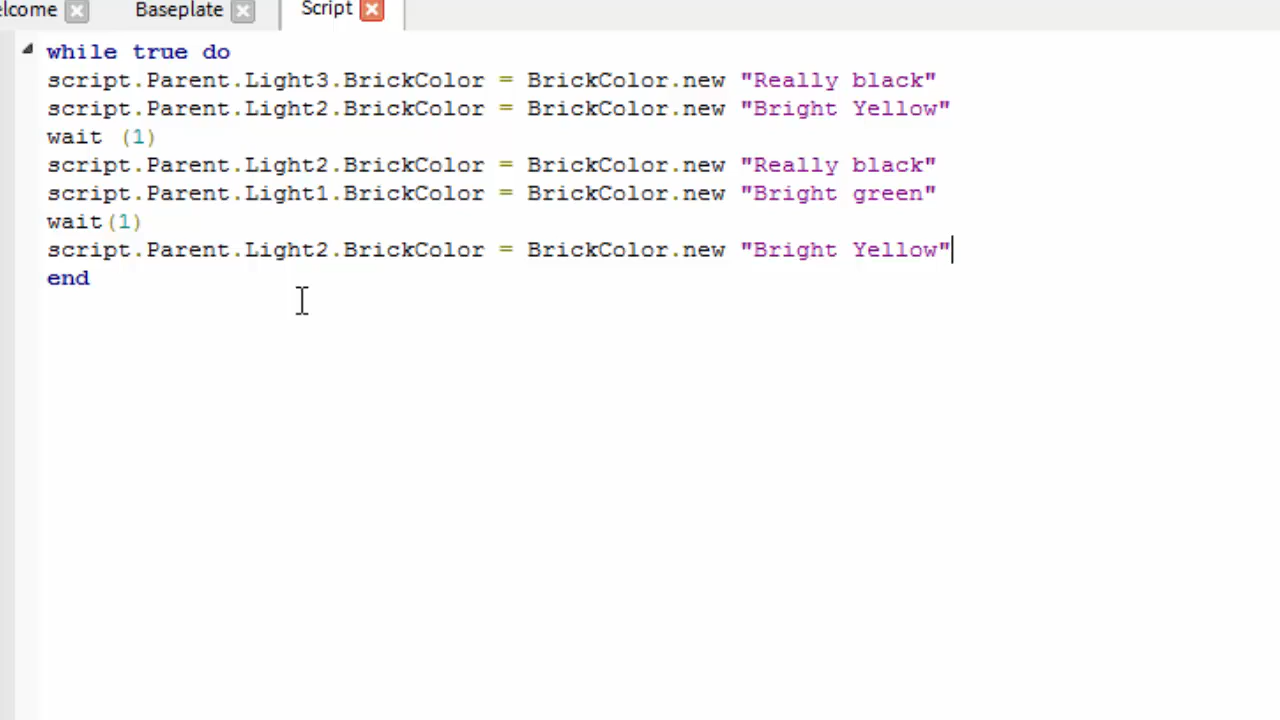 elcome Baseplate Script
while true do
script.Parent.Light3.BrickColor = BrickColor.new "Really black"
script.Parent.Light2.BrickColor = BrickColor.new "Bright Yellow"
wait (1)
script.Parent.Light2.BrickColor = BrickColor.new "Really black"
script.Parent.Light1.BrickColor = BrickColor.new "Bright green"
wait(1)
script.Parent.Light2.BrickColor = BrickColor.new "Bright Yellow"
end